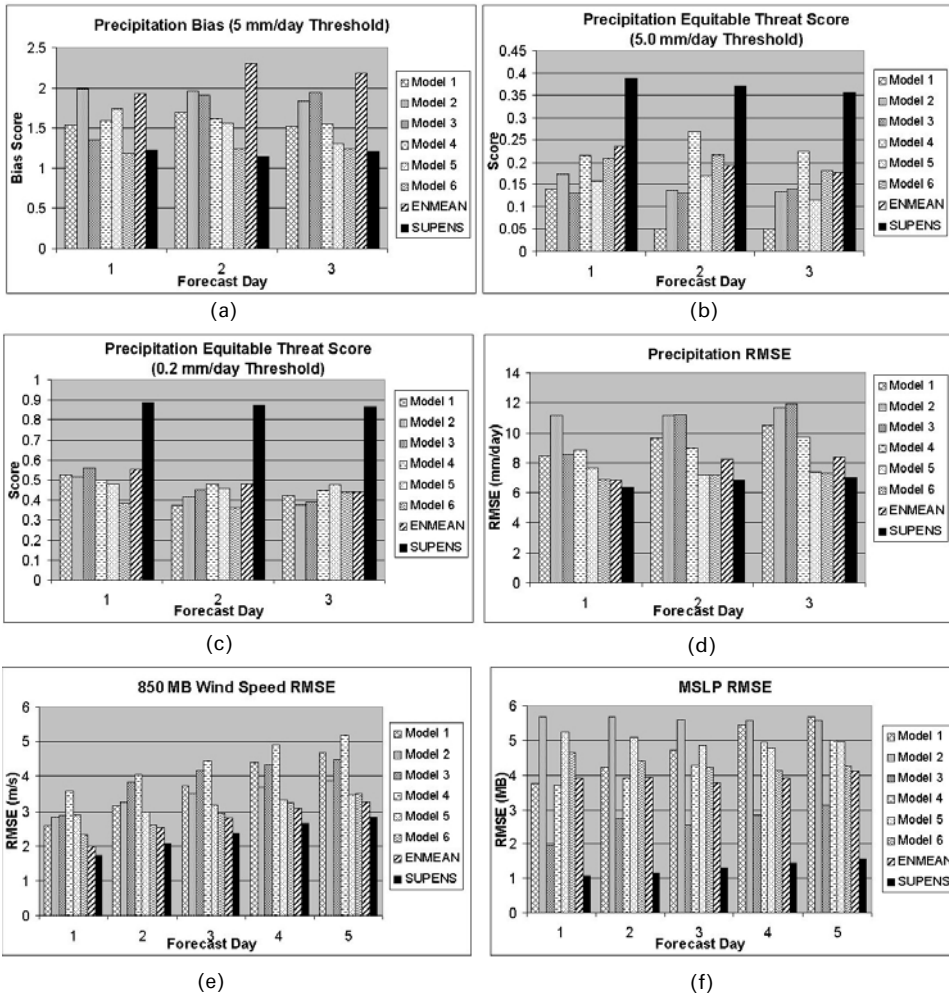 Precipitation Bias (5 mm/day Threshold)
2.5
2
1.5
1
0.5
0
Bias Score
1
2
3
Forecast Day
Model 1
Model 2
Model 3
Model 4
Model 5
Model 6
ENMEAN
SUPENS
(a)
Precipitation Equitable Threat Score
(5.0 mm/day Threshold)
0.45
0.4
0.35
0.3
0.25
0.2
0.15
0.1
0.05
0
Score
1
2
3
Forecast Day
Model 1
Model 2
Model 3
Model 4
Model 5
Model 6
ENMEAN
SUPENS
(b)
Precipitation Equitable Threat Score
(0.2 mm/day Threshold)
1
0.9
0.8
0.7
0.6
0.5
0.4
0.3
0.2
0.1
0
Score
1
2
3
Forecast Day
Model 1
Model 2
Model 3
Model 4
Model 5
Model 6
ENMEAN
SUPENS
(c)
Precipitation RMSE
14
12
10
8
6
4
2
0
RMSE (mm/day)
1
2
3
Forecast Day
Model 1
Model 2
Model 3
Model 4
Model 5
Model 6
ENMEAN
SUPENS
(d)
850 MB Wind Speed RMSE
6
5
4
3
2
1
0
RMSE (m/s)
1
2
3
4
5
Forecast Day
Model 1
Model 2
Model 3
Model 4
Model 5
Model 6
ENMEAN
SUPENS
(e)
MSLP RMSE
6
5
4
3
2
1
0
RMSE (MB)
1
2
3
4
5
Forecast Day
Model 1
Model 2
Model 3
Model 4
Model 5
Model 6
ENMEAN
SUPENS
(f)